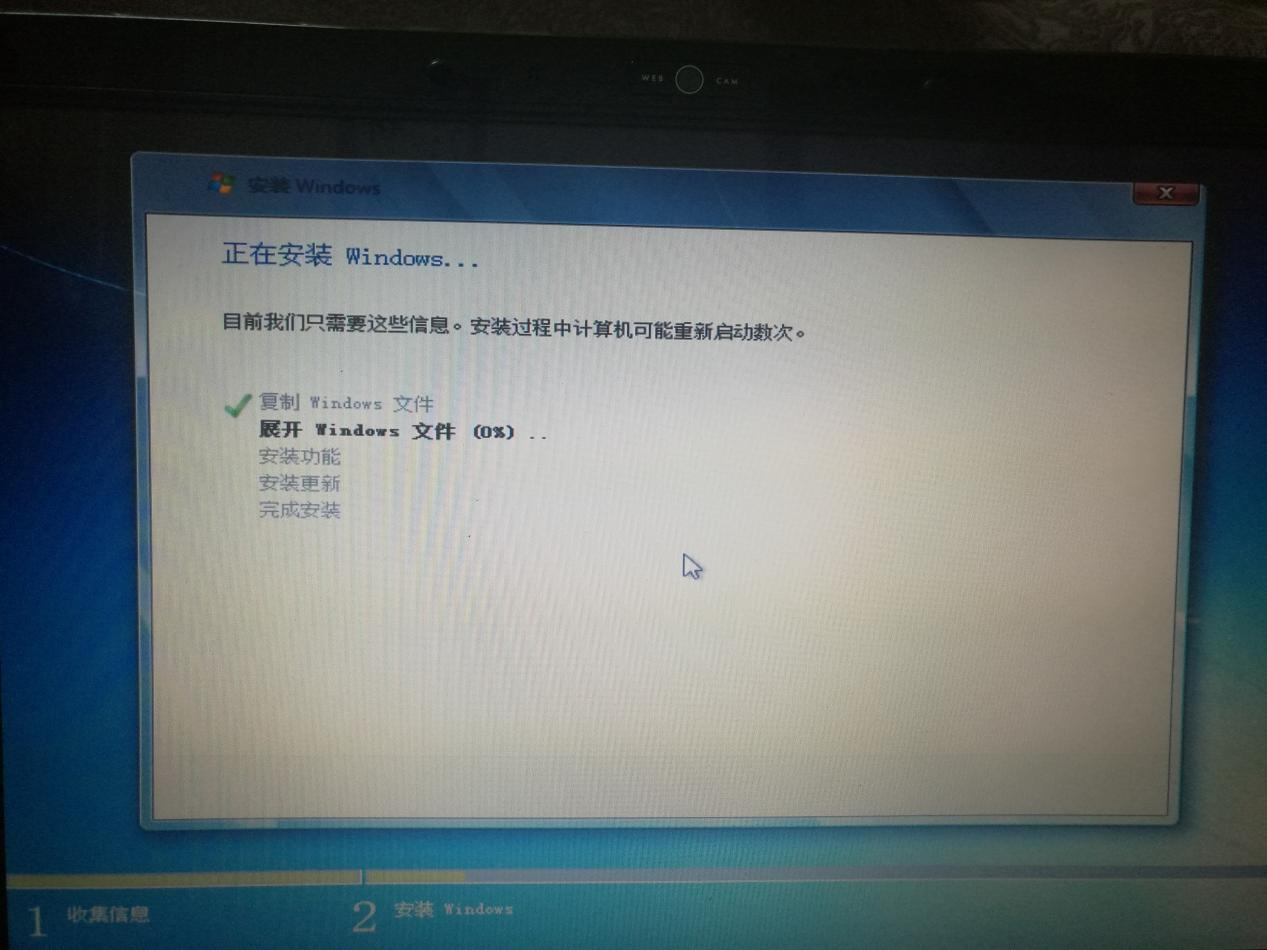 WEB CAM
安装 Windows
正在安装 Windows...
目前我们只需要这些信息。安装过程中计算机可能重新启动数次。
复制 Windows 文件
展开 Windows 文件 (0%) ..
安装功能
安装更新
完成安装
1 收集信息
2 安装 Windows